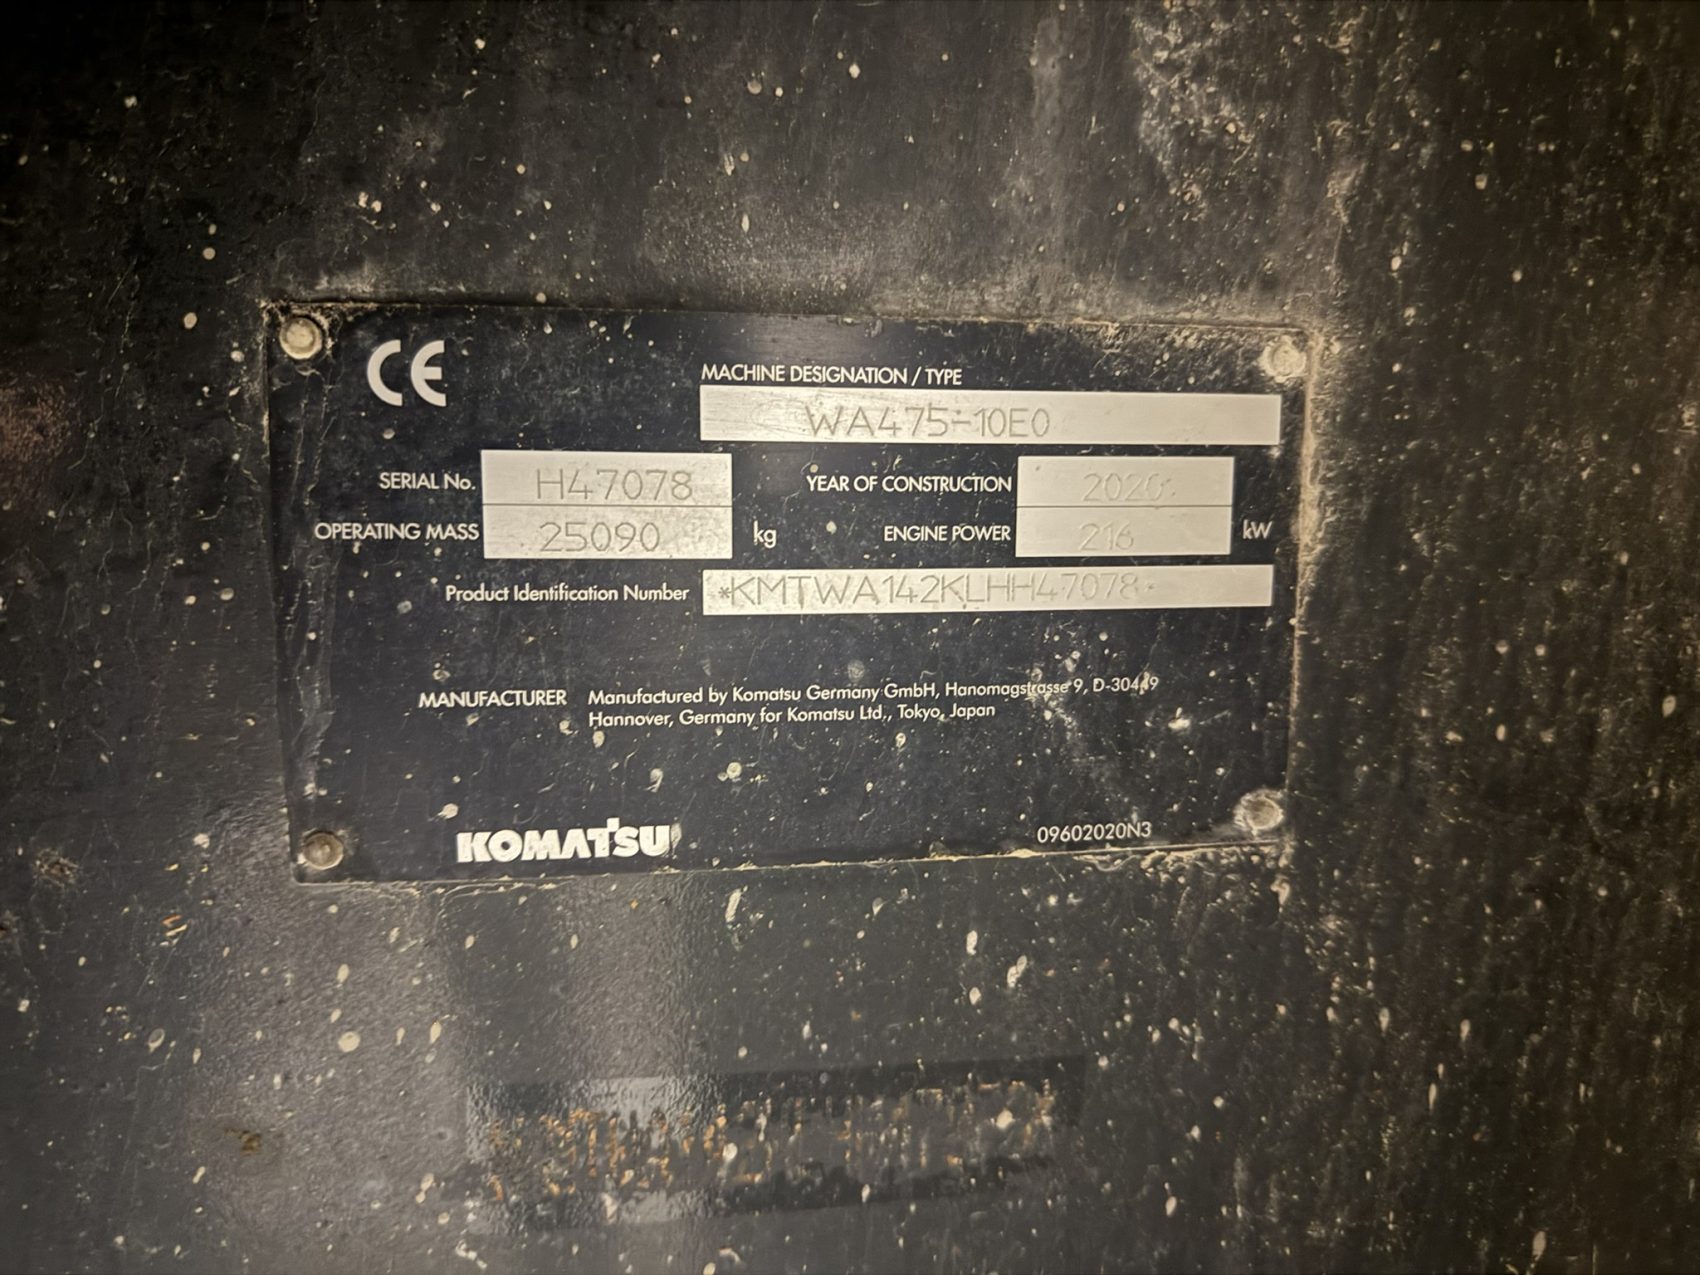 CE
MACHINE DESIGNATION / TYPE
WA475-10E0
SERIAL No. H47078 YEAR OF CONSTRUCTION 2020
OPERATING MASS 25090 kg ENGINE POWER 216 kW
Product Identification Number *KMTWA142KLHH47078*
MANUFACTURER Manufactured by Komatsu Germany GmbH, Hanomagstrasse 9, D-30449
Hannover, Germany for Komatsu Ltd., Tokyo, Japan
KOMATSU 09602020N3